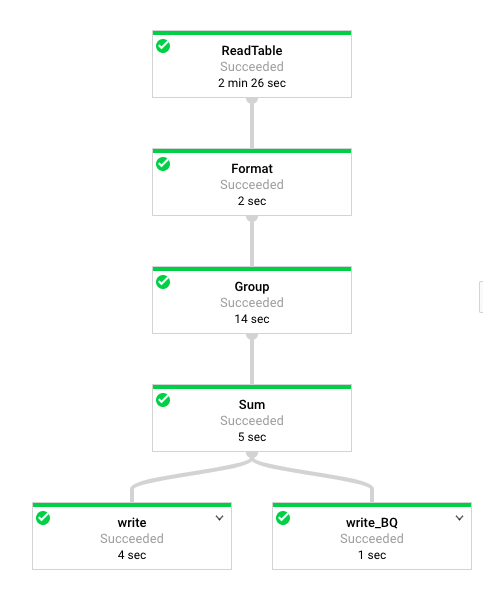 ReadTable
Succeeded
2 min 26 sec
Format
Succeeded
2 sec
Group
Succeeded
14 sec
Sum
Succeeded
5 sec
write
Succeeded
4 sec
write_BQ
Succeeded
1 sec